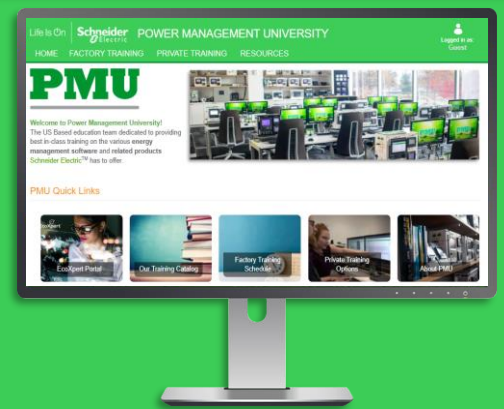 Life Is On | Schneider Electric POWER MANAGEMENT UNIVERSITY
Logged in as:
Guest
HOME FACTORY TRAINING PRIVATE TRAINING RESOURCES
PMU
Welcome to Power Management University!
The US Based education team dedicated to providing
best in-class training on the various energy
management software and related products
Schneider Electric™ has to offer
PMU Quick Links
EcoXpert
EcoXpert Portal
Our Training Catalog
Factory Training
Schedule
Private Training
Options
About PMU